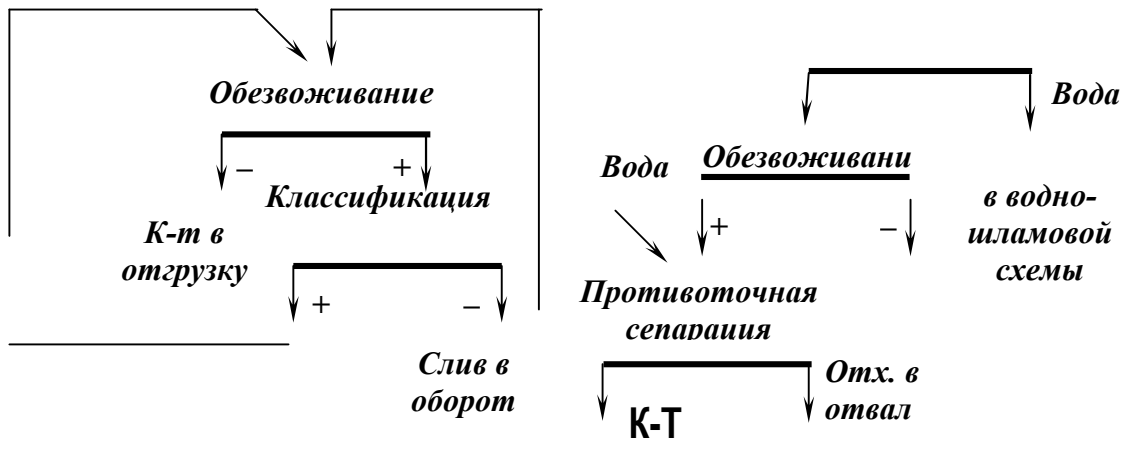 Обезвоживание
–
+
Классификация
К-т в
отгрузку
+
–
Слив в
оборот
Вода
Вода
Обезвоживани
+
–
в водно-
шламовой
схемы
Противоточная
сепарация
Отх. в
отвал
К-Т